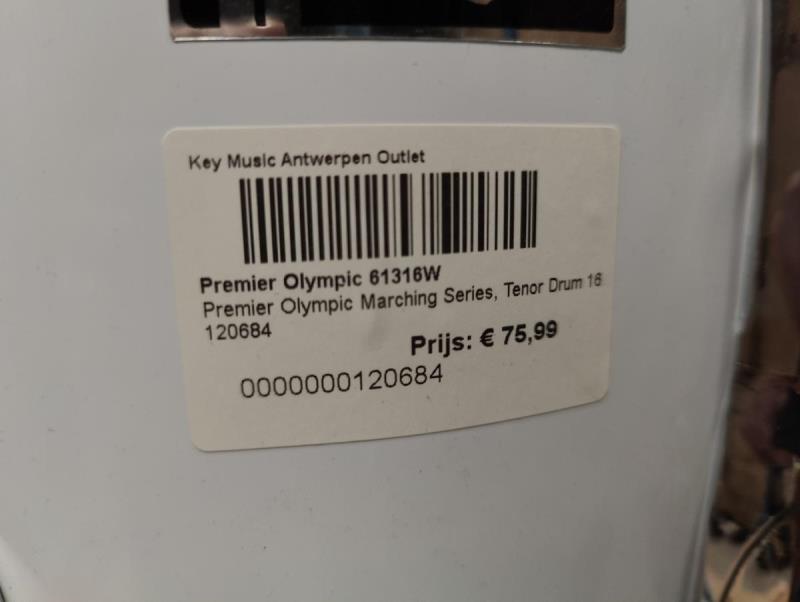 Key Music Antwerpen Outlet
Premier Olympic 61316W
Premier Olympic Marching Series, Tenor Drum 16
120684
Prijs: € 75,99
0000000120684